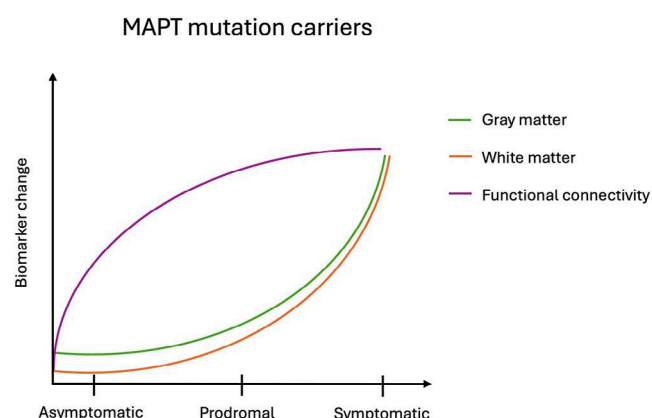 MAPT mutation carriers
Biomarker change
Gray matter
White matter
Functional connectivity
Asymptomatic
Prodromal
Symptomatic